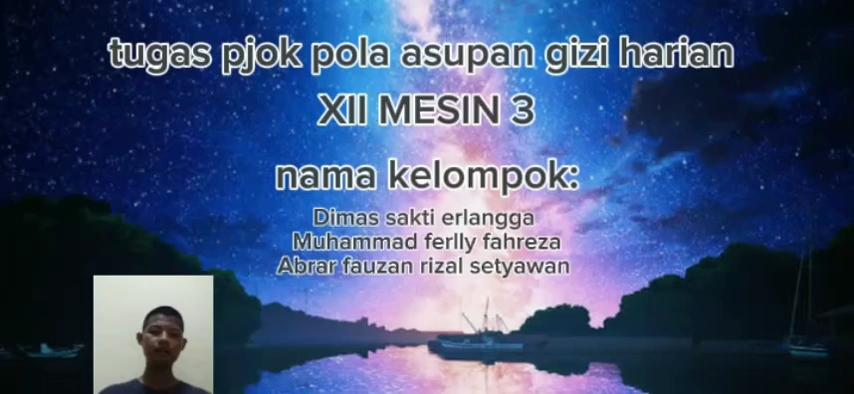 tugas pjok pola asupan gizi harian
XII MESIN 3
nama kelompok:
Dimas sakti erlangga
Muhammad ferlly fahreza
Abrar fauzan rizal setyawan